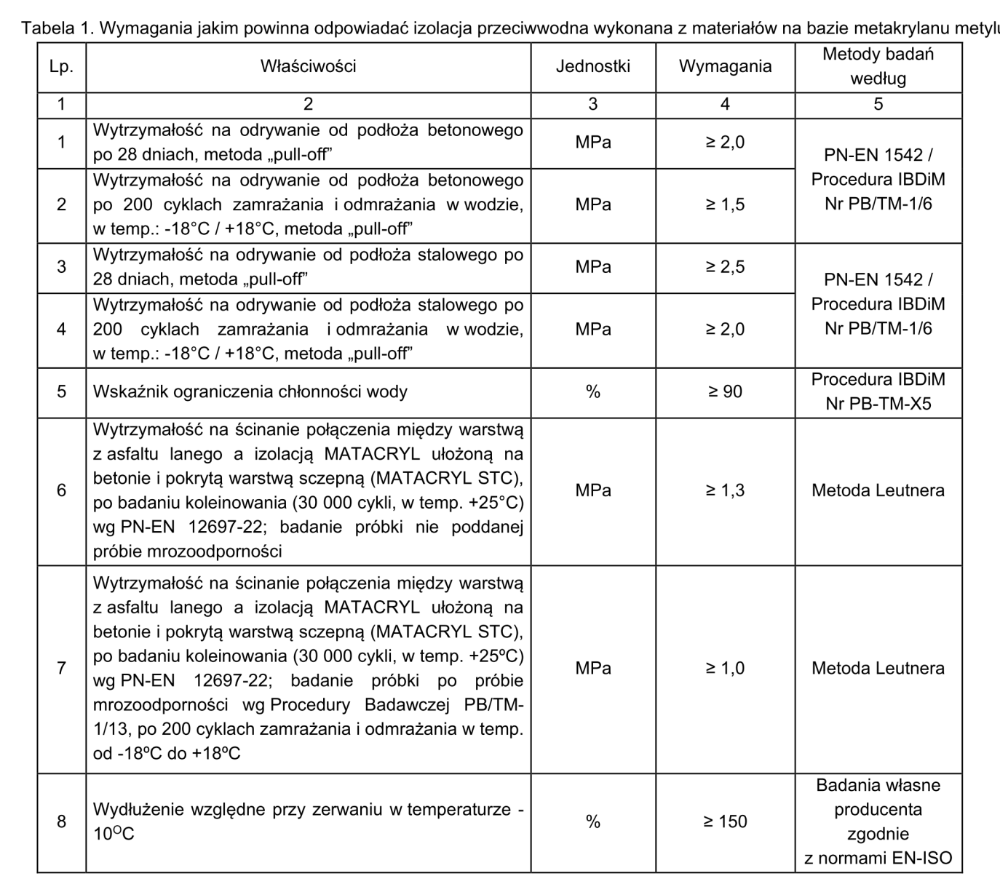 Tabela 1. Wymagania jakim powinna odpowiadać izolacja przeciwwodna wykonana z materiałów na bazie metakrylanu metylu
Lp.
Właściwości
Jednostki
Wymagania
Metody badań
według
1
2
3
4
5
1
Wytrzymałość na odrywanie od podłoża betonowego
po 28 dniach, metoda „pull-off”
MPa
≥ 2,0
PN-EN 1542 /
Procedura IBDiM
Nr PB/TM-1/6
2
Wytrzymałość na odrywanie od podłoża betonowego
po 200 cyklach zamrażania i odmrażania w wodzie,
w temp.: -18°C / +18°C, metoda „pull-off”
MPa
≥ 1,5
3
Wytrzymałość na odrywanie od podłoża stalowego po
28 dniach, metoda „pull-off”
MPa
≥ 2,5
PN-EN 1542 /
Procedura IBDiM
Nr PB/TM-1/6
4
Wytrzymałość na odrywanie od podłoża stalowego po
200 cyklach zamrażania i odmrażania w wodzie,
w temp.: -18°C / +18°C, metoda „pull-off”
MPa
≥ 2,0
5
Wskaźnik ograniczenia chłonności wody
%
≥ 90
Procedura IBDiM
Nr PB-TM-X5
6
Wytrzymałość na ścinanie połączenia między warstwą
z asfaltu lanego a izolacją MATACRYL ułożoną na
betonie i pokrytą warstwą sczepną (MATACRYL STC),
po badaniu koleinowania (30 000 cykli, w temp. +25°C)
wg PN-EN 12697-22; badanie próbki nie poddanej
próbie mrozoodporności
MPa
≥ 1,3
Metoda Leutnera
7
Wytrzymałość na ścinanie połączenia między warstwą
z asfaltu lanego a izolacją MATACRYL ułożoną na
betonie i pokrytą warstwą sczepną (MATACRYL STC),
po badaniu koleinowania (30 000 cykli, w temp. +25ºC)
wg PN-EN 12697-22; badanie próbki po próbie
mrozoodporności wg Procedury Badawczej PB/TM-
1/13, po 200 cyklach zamrażania i odmrażania w temp.
od -18ºC do +18ºC
MPa
≥ 1,0
Metoda Leutnera
8
Wydłużenie względne przy zerwaniu w temperaturze -
10ᴼC
%
≥ 150
Badania własne
producenta
zgodnie
z normami EN-ISO